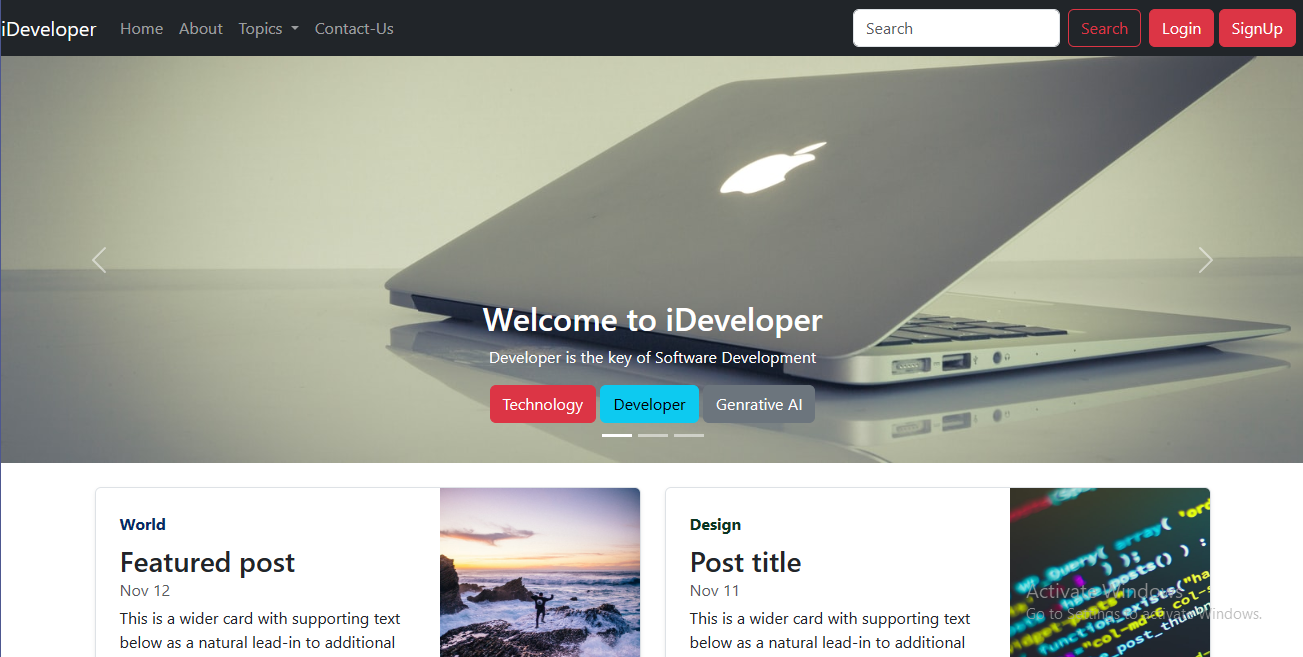 iDeveloper Home About Topics Contact-Us Search Search Login SignUp
Welcome to iDeveloper
Developer is the key of Software Development
Technology Developer Genrative AI
World
Featured post
Nov 12
This is a wider card with supporting text
below as a natural lead-in to additional
Design
Post title
Nov 11
This is a wider card with supporting text
below as a natural lead-in to additional
array(
posts()
Activate Windows
Go to Settings to activate Windows.